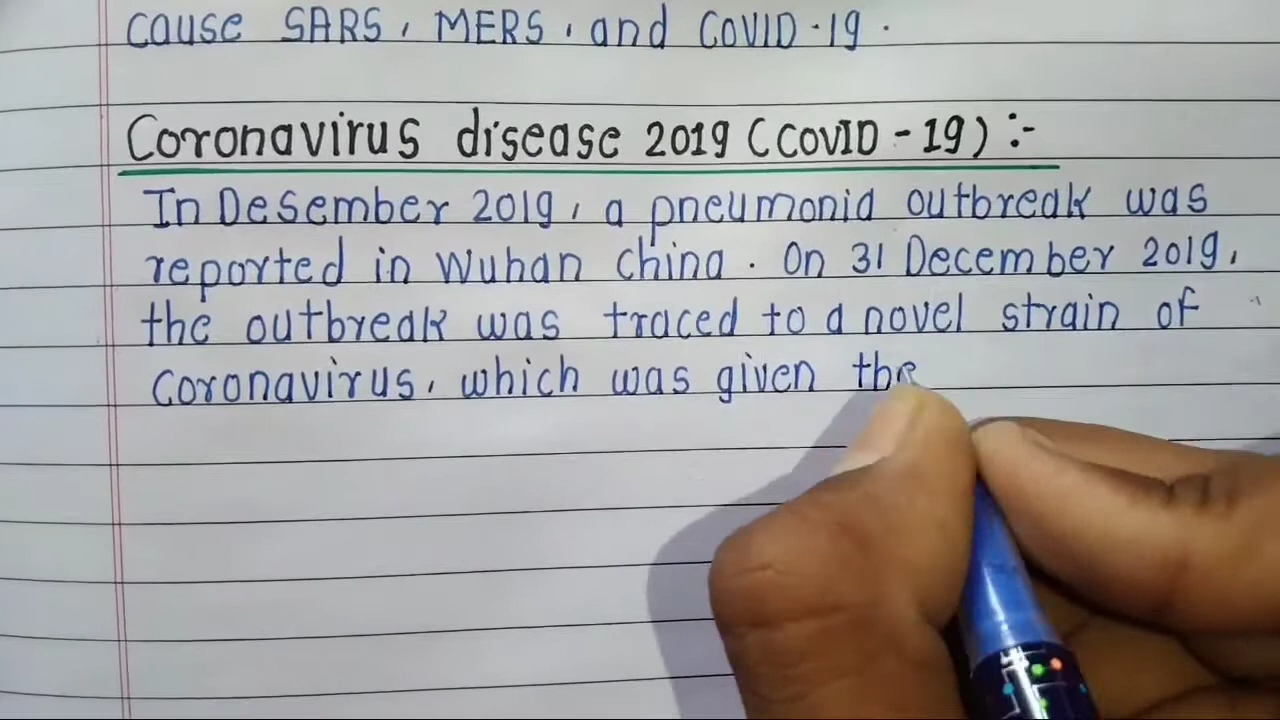 cause SARS, MERS, and COVID-19.
Coronavirus disease 2019 (COVID-19):-
In Desember 2019, a pneumonia outbreak was
reported in Wuhan China. On 31 December 2019,
the outbreak was traced to a novel strain of
coronavirus, which was given the